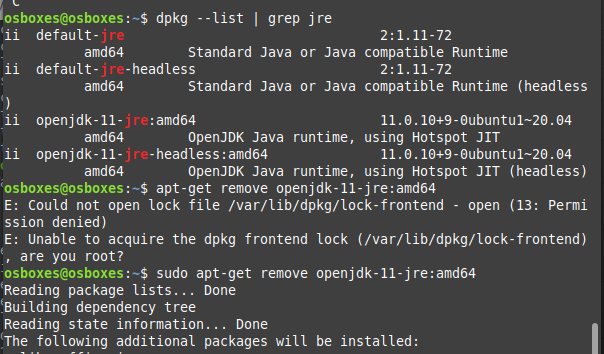 C
osboxes@osboxes:~$ dpkg --list | grep jre
ii  default-jre                              2:1.11-72
          amd64        Standard Java or Java compatible Runtime
ii  default-jre-headless                     2:1.11-72
          amd64        Standard Java or Java compatible Runtime (headless
)
ii  openjdk-11-jre:amd64                     11.0.10+9-0ubuntu1~20.04
          amd64        OpenJDK Java runtime, using Hotspot JIT
ii  openjdk-11-jre-headless:amd64            11.0.10+9-0ubuntu1~20.04
          amd64        OpenJDK Java runtime, using Hotspot JIT (headless)
osboxes@osboxes:~$ apt-get remove openjdk-11-jre:amd64
E: Could not open lock file /var/lib/dpkg/lock-frontend - open (13: Permi
ssion denied)
E: Unable to acquire the dpkg frontend lock (/var/lib/dpkg/lock-frontend)
, are you root?
osboxes@osboxes:~$ sudo apt-get remove openjdk-11-jre:amd64
Reading package lists... Done
Building dependency tree
Reading state information... Done
The following additional packages will be installed: